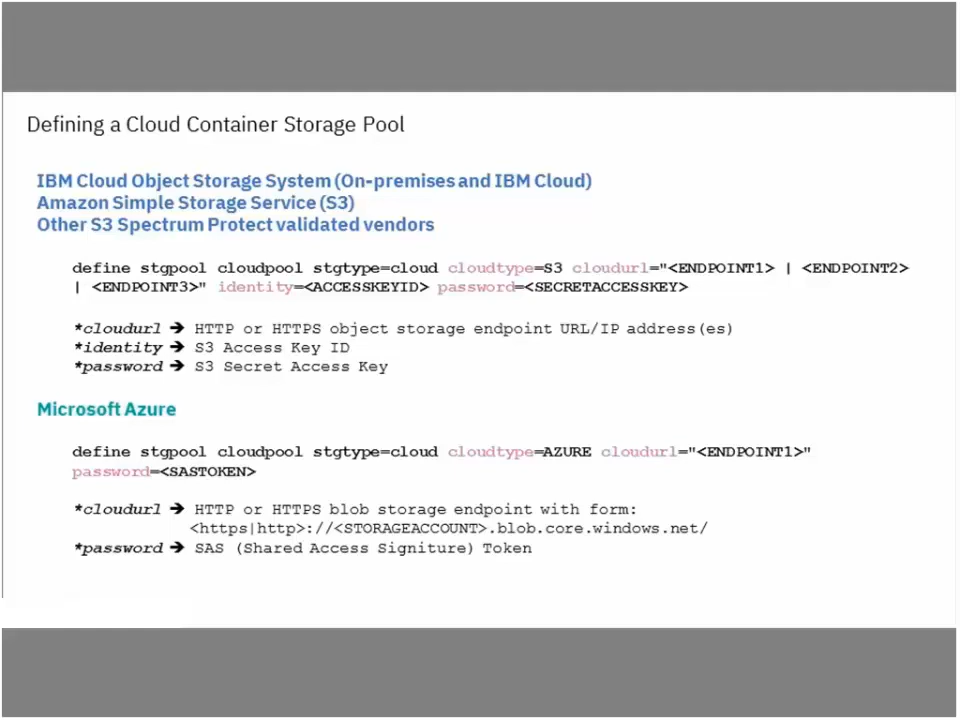 Defining a Cloud Container Storage Pool
IBM Cloud Object Storage System (On-premises and IBM Cloud)
Amazon Simple Storage Service (S3)
Other S3 Spectrum Protect validated vendors
define stgpool cloudpool stgtype=cloud cloudtype=S3 cloudurl="<ENDPOINT1> | <ENDPOINT2>
| <ENDPOINT3>" identity=<ACCESSKEYID> password=<SECRETACCESSKEY>
*cloudurl ➔ HTTP or HTTPS object storage endpoint URL/IP address(es)
*identity ➔ S3 Access Key ID
*password ➔ S3 Secret Access Key
Microsoft Azure
define stgpool cloudpool stgtype=cloud cloudtype=AZURE cloudurl="<ENDPOINT1>"
password=<SASTOKEN>
*cloudurl ➔ HTTP or HTTPS blob storage endpoint with form:
<https|http>://<STORAGEACCOUNT>.blob.core.windows.net/
*password ➔ SAS (Shared Access Signiture) Token